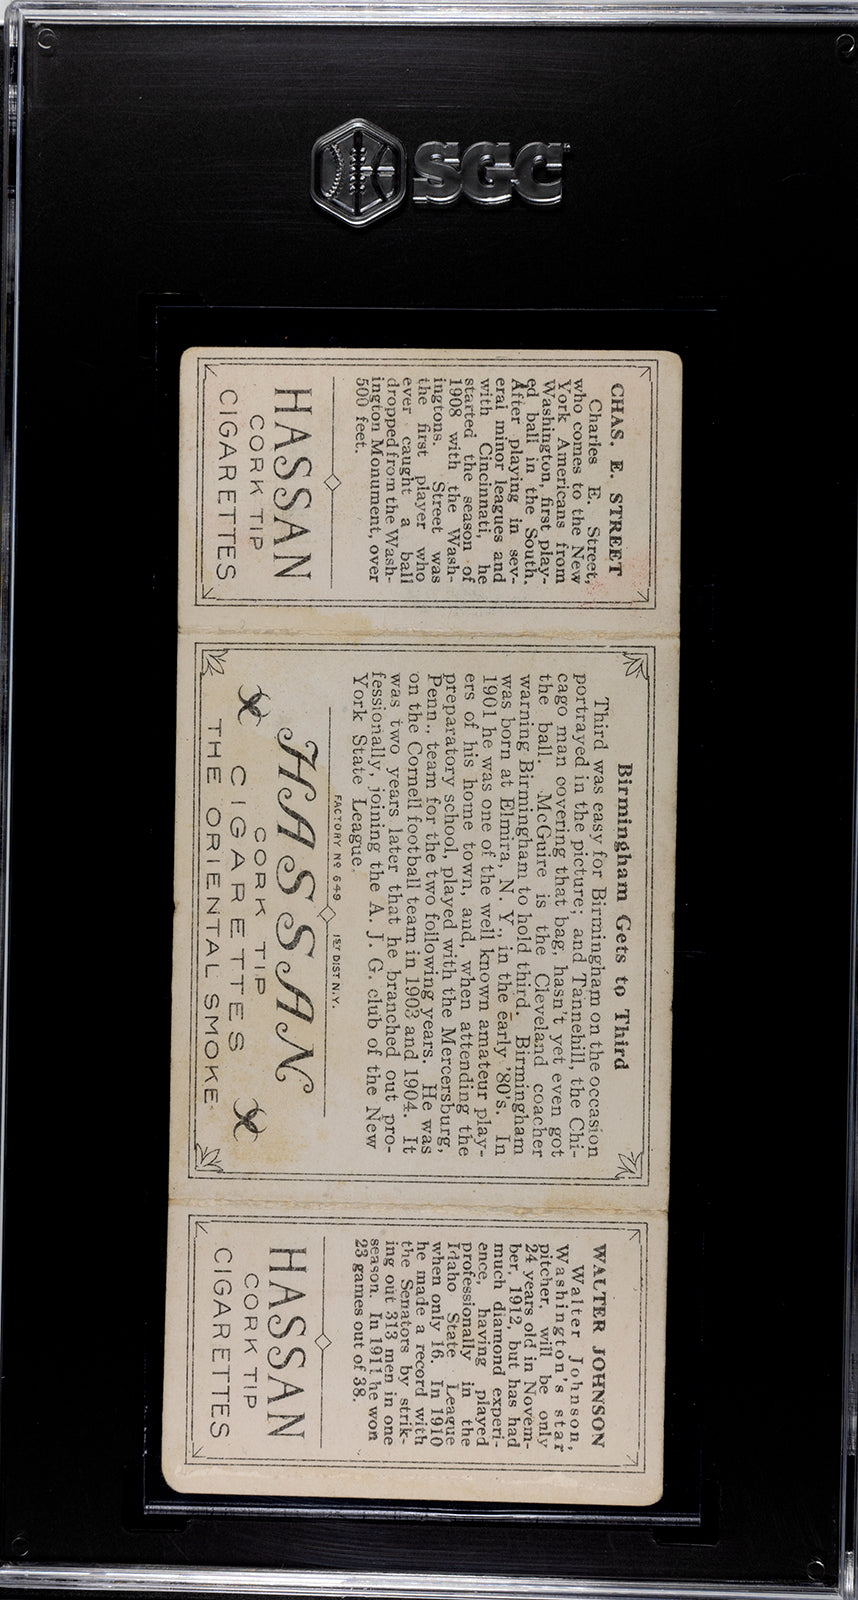 SGC
CHAS. E. STREET
Charles E. Street,
who comes to the New
York Americans from
Washington, first play-
ed ball in the South.
After playing in sev-
eral minor leagues and
with Cincinnati, he
started the season of
1908 with the Wash-
ingtons. Street was
the first player who
ever caught a ball
dropped from the Wash-
ington Monument, over
500 feet.
HASSAN
CORK TIP
CIGARETTES
Birmingham Gets to Third
Third was easy for Birmingham on the occasion
portrayed in the picture; and Tannehill, the Chi-
cago man covering that bag, hasn't yet even got
the ball. McGuire is the Cleveland coacher
warning Birmingham to hold third. Birmingham
was born at Elmira, N. Y., in the early '80's. In
1901 he was one of the well known amateur play-
ers of his home town, and, when attending the
preparatory school, played with the Mercersburg,
Penn., team for the two following years. He was
on the Cornell football team in 1903 and 1904. It
was two years later that he branched out pro-
fessionally, joining the A. J. G. club of the New
York State League.
FACTORY Nº 649 1ST DIST N.Y.
HASSAN
CORK TIP
CIGARETTES
THE ORIENTAL SMOKE
WALTER JOHNSON
Walter Johnson,
Washington's star
pitcher, will be only
24 years old in Novem-
ber, 1912, but has had
much diamond experi-
ence, having played
professionally in the
Idaho State League
when only 16. In 1910
he made a record with
the Senators by strik-
ing out 313 men in one
season. In 1911 he won
23 games out of 38.
HASSAN
CORK TIP
CIGARETTES